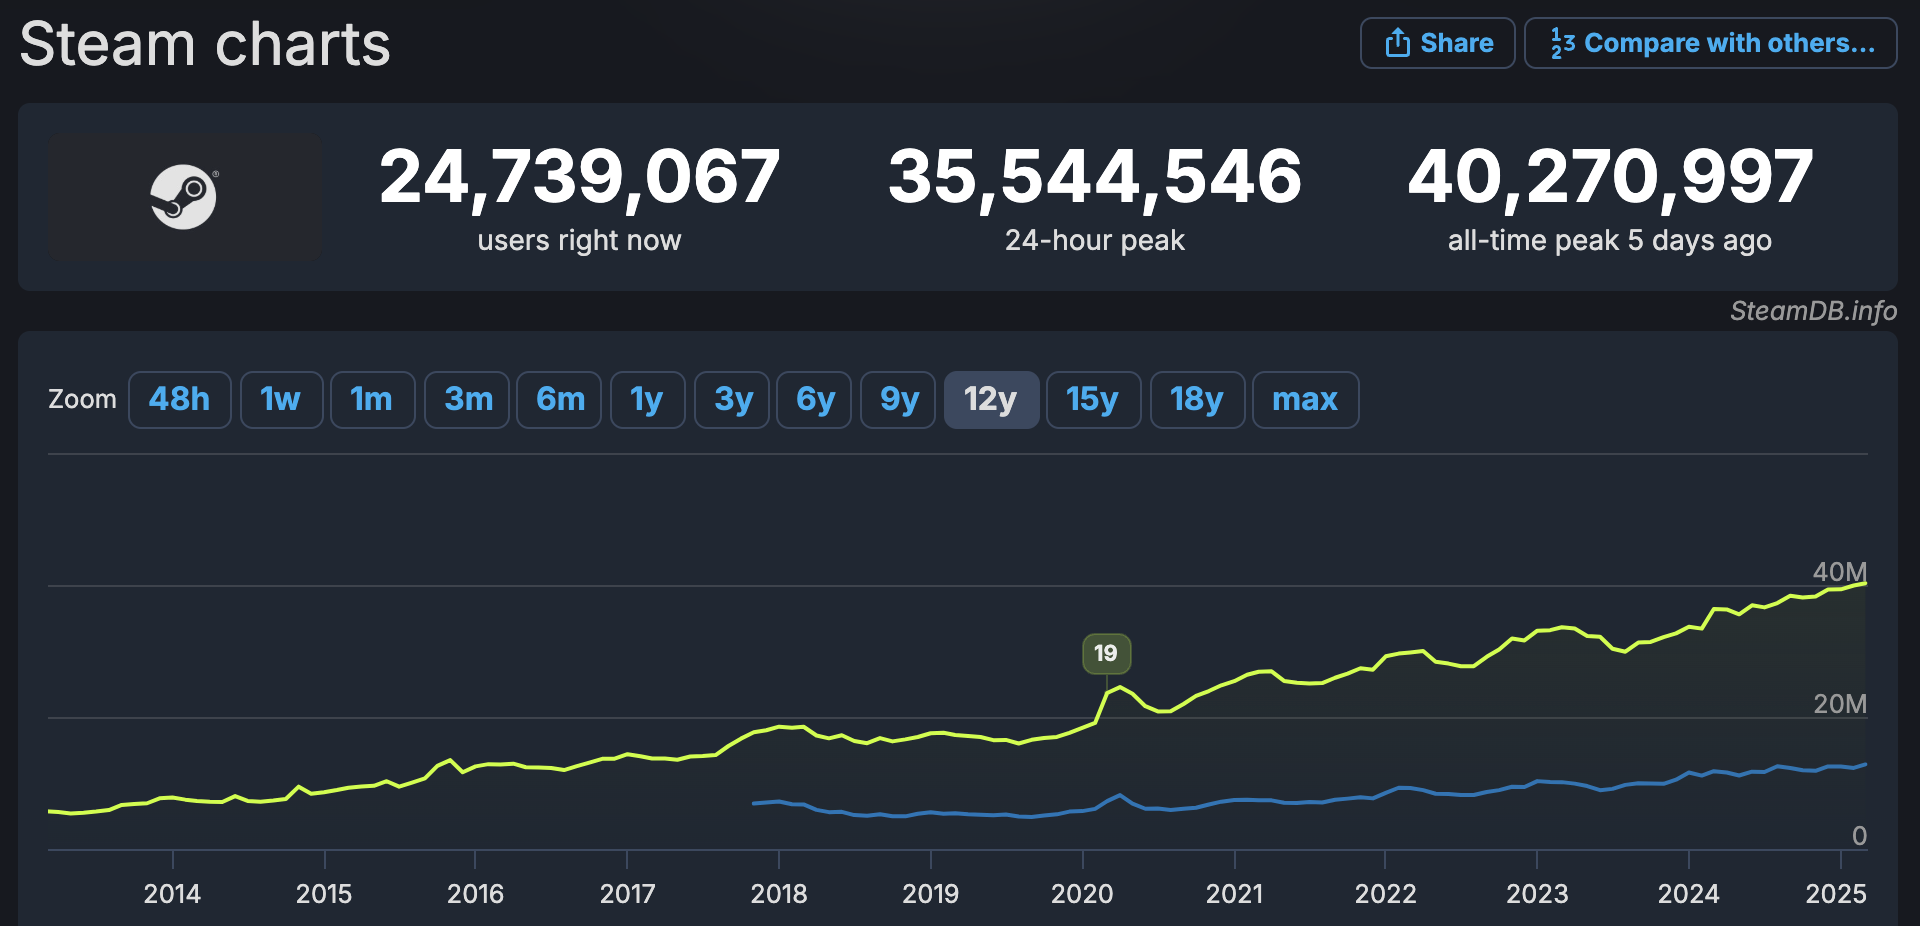 Steam charts
Share
123 Compare with others...
24,739,067
users right now
35,544,546
24-hour peak
40,270,997
all-time peak 5 days ago
SteamDB.info
Zoom 48h 1w 1m 3m 6m 1y 3y 6y 9y 12y 15y 18y max
40M
19
20M
0
2014 2015 2016 2017 2018 2019 2020 2021 2022 2023 2024 2025